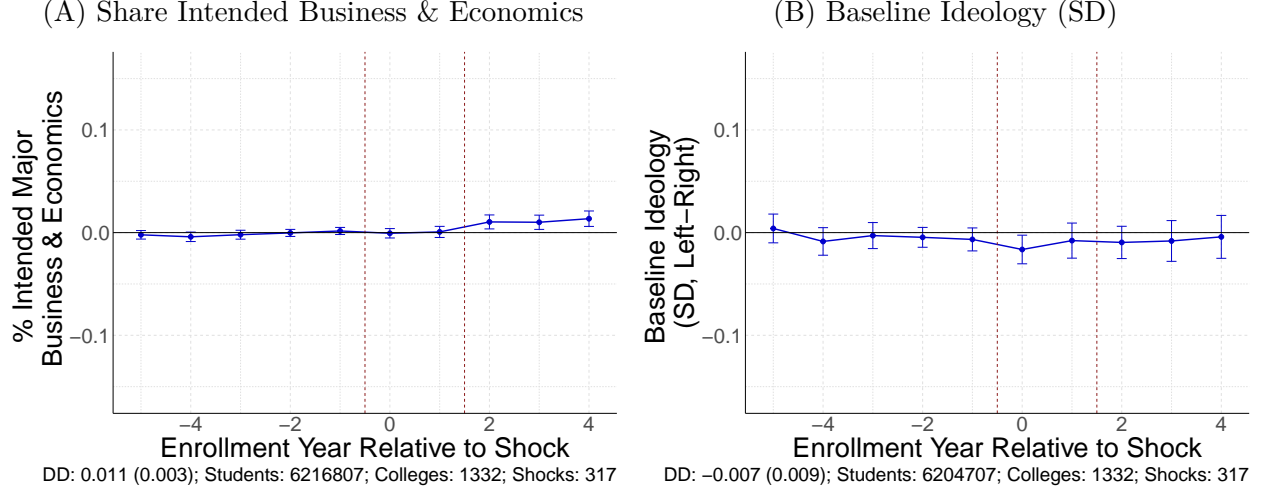 (A) Share Intended Business & Economics
% Intended Major
Business & Economics
0.1
0.0
−0.1
−4
−2
0
2
4
Enrollment Year Relative to Shock
DD: 0.011 (0.003); Students: 6216807; Colleges: 1332; Shocks: 317
(B) Baseline Ideology (SD)
Baseline Ideology
(SD, Left−Right)
0.1
0.0
−0.1
−4
−2
0
2
4
Enrollment Year Relative to Shock
DD: −0.007 (0.009); Students: 6204707; Colleges: 1332; Shocks: 317